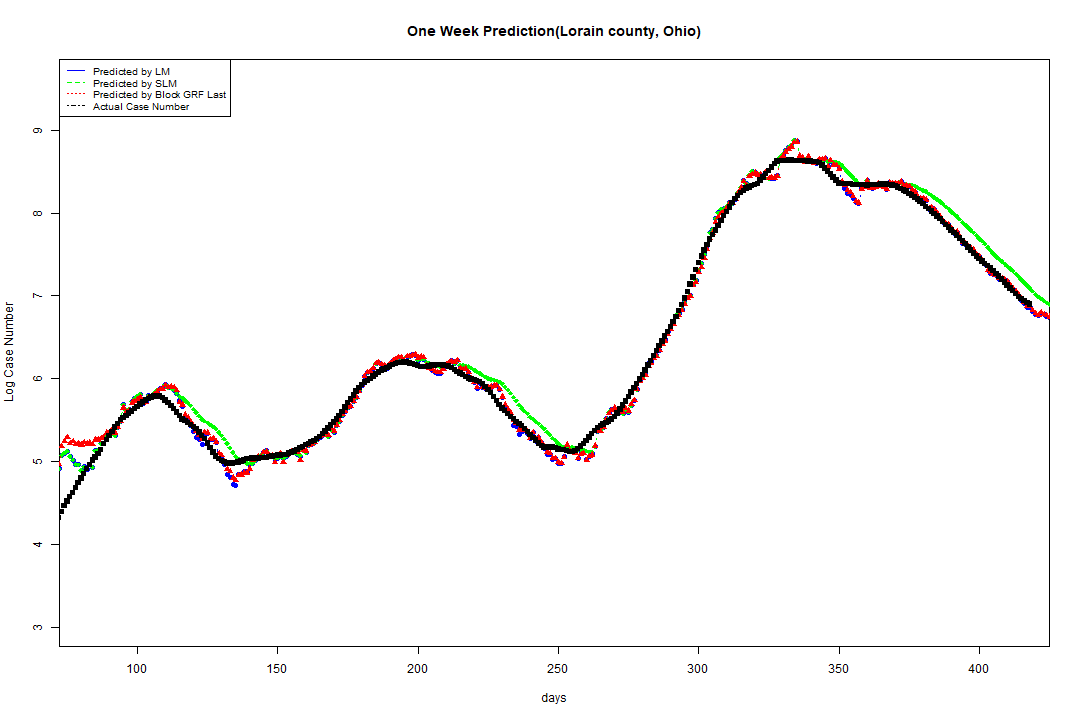 One Week Prediction(Lorain county, Ohio)
Predicted by LM
Predicted by SLM
Predicted by Block GRF Last
Actual Case Number
9
8
7
6
5
4
3
Log Case Number
100 150 200 250 300 350 400
days